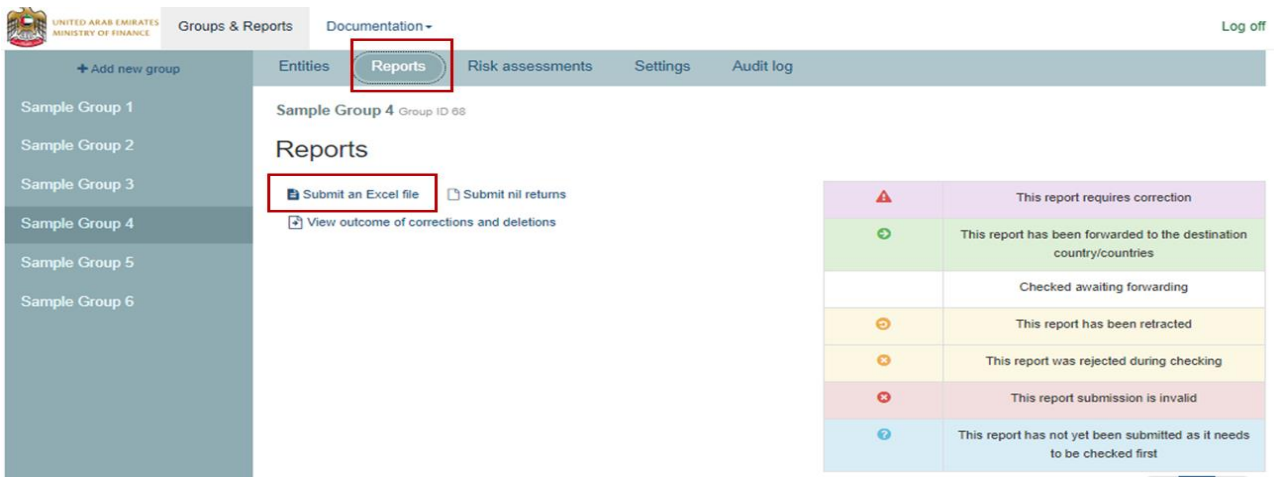 UNITED ARAB EMIRATES
MINISTRY OF FINANCE
Groups & Reports
Documentation
Log off
+ Add new group
Entities
Reports
Risk assessments
Settings
Audit log
Sample Group 1
Sample Group 2
Sample Group 3
Sample Group 4
Sample Group 5
Sample Group 6
Sample Group 4 Group ID 68
Reports
Submit an Excel file
Submit nil returns
View outcome of corrections and deletions
This report requires correction
This report has been forwarded to the destination
country/countries
Checked awaiting forwarding
This report has been retracted
This report was rejected during checking
This report submission is invalid
This report has not yet been submitted as it needs
to be checked first